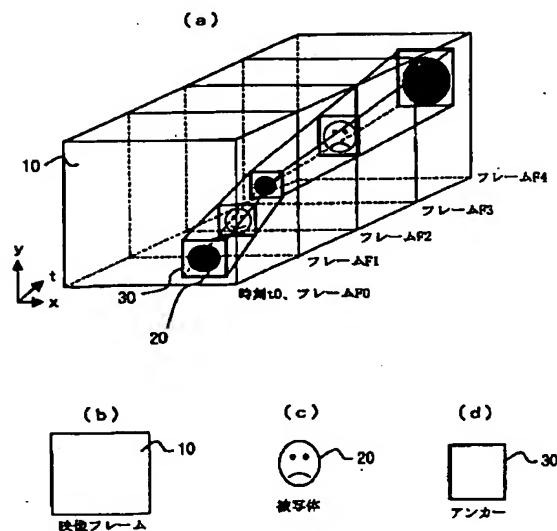 (a)
10
フレームF4
フレームF3
フレームF2
フレームF1
時刻t0、フレームF0
y
t
x
30
20
(b)
(c)
(d)
10
20
30
映像フレーム
被写体
アンカー